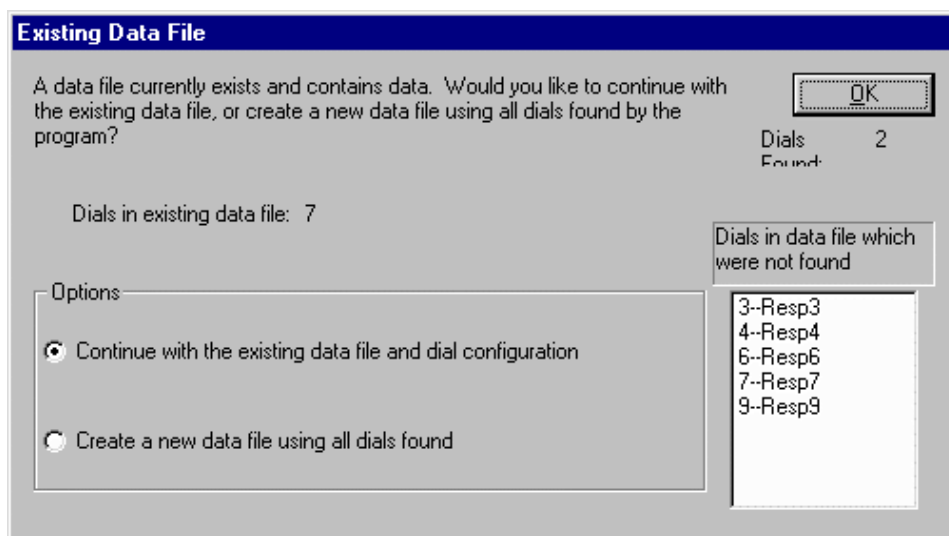 Existing Data File
A data file currently exists and contains data.  Would you like to continue with
the existing data file, or create a new data file using all dials found by the
program?
OK
Dials 2
Found:
Dials in existing data file: 7
Dials in data file which
were not found
Options
Continue with the existing data file and dial configuration
Create a new data file using all dials found
3--Resp3
4--Resp4
6--Resp6
7--Resp7
9--Resp9